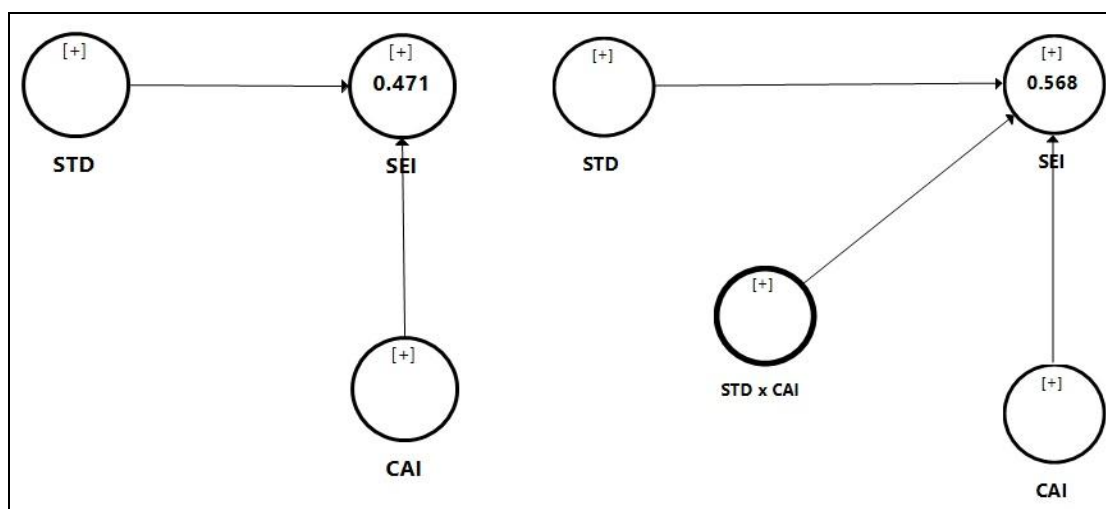 [+]
STD
[+]
0.471
SEI
[+]
CAI
[+]
STD
[+]
0.568
SEI
[+]
STD x CAI
[+]
CAI